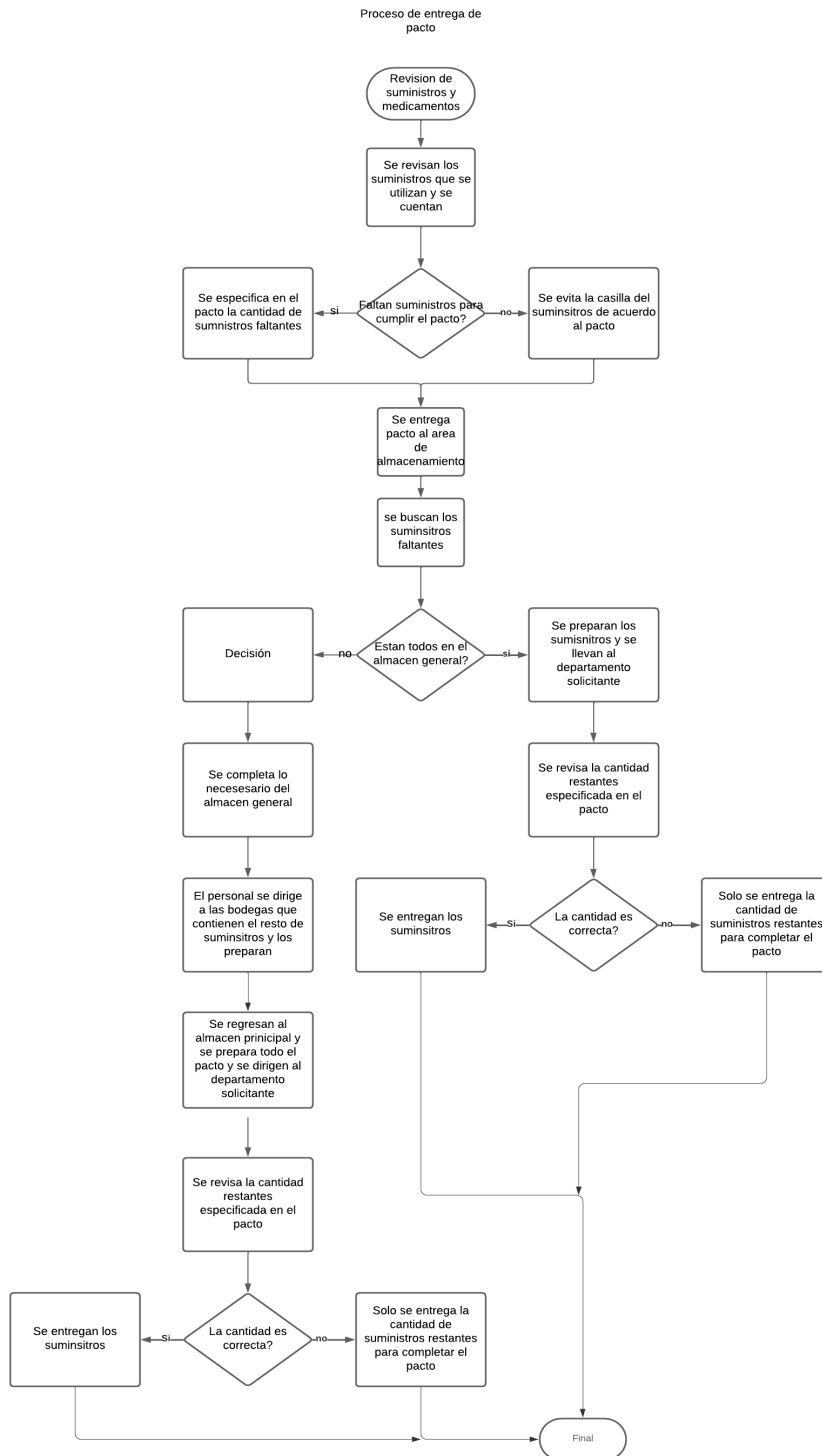 Proceso de entrega de
pacto
Revision de
suministros y
medicamentos
Se revisan los
suministros que se
utilizan y se
cuentan
Se especifica en el
pacto la cantidad de
sumnistros faltantes
si
Faltan suministros para
cumplir el pacto?
no
Se evita la casilla del
suminsitros de acuerdo
al pacto
Se entrega
pacto al area
de
almacenamiento
se buscan los
suminsitros
faltantes
Decisión
no
Estan todos en el
almacen general?
si
Se preparan los
sumisnitros y se
llevan al
departamento
solicitante
Se completa lo
necesesario del
almacen general
Se revisa la cantidad
restantes
especificada en el
pacto
El personal se dirige
a las bodegas que
contienen el resto de
suminsitros y los
preparan
Se entregan los
suminsitros
Si
La cantidad es
correcta?
no
Solo se entrega la
cantidad de
suministros restantes
para completar el
pacto
Se regresan al
almacen prinicipal y
se prepara todo el
pacto y se dirigen al
departamento
solicitante
Se revisa la cantidad
restantes
especificada en el
pacto
Se entregan los
suminsitros
Si
La cantidad es
correcta?
no
Solo se entrega la
cantidad de
suministros restantes
para completar el
pacto
Final